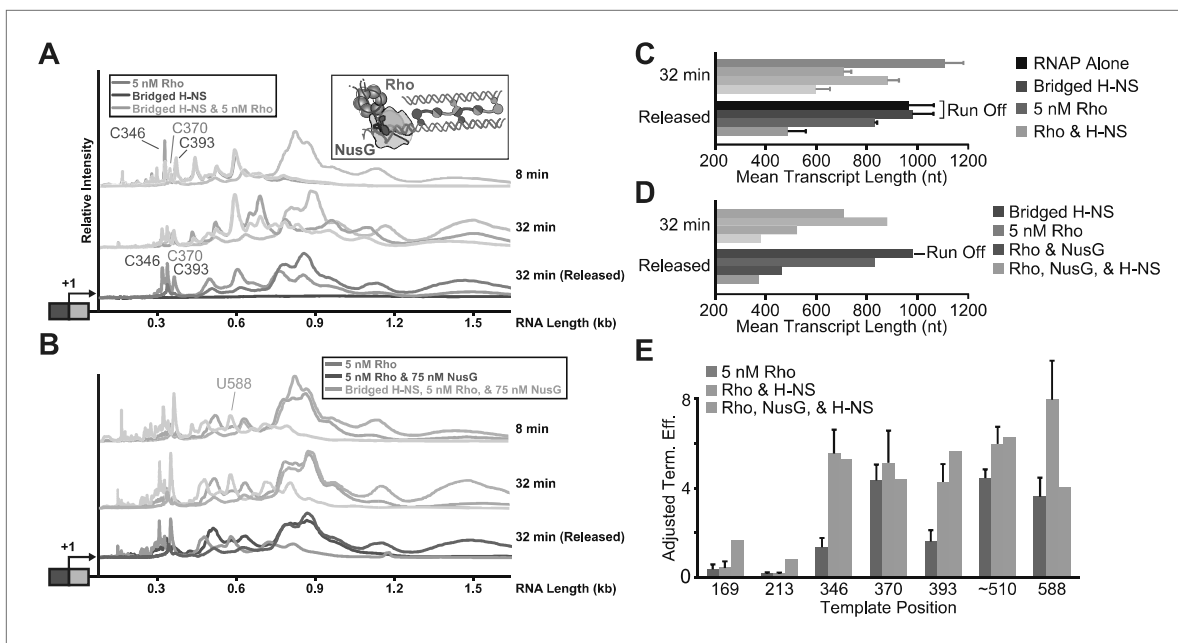 A
5 nM Rho
Bridged H-NS
Bridged H-NS & 5 nM Rho
Rho
NusG
C346
C370
C393
8 min
32 min
C346
C370
C393
32 min (Released)
Relative Intensity
+1
0.3
0.6
0.9
1.2
1.5
RNA Length (kb)
B
5 nM Rho
5 nM Rho & 75 nM NusG
Bridged H-NS, 5 nM Rho, & 75 nM NusG
U588
8 min
32 min
32 min (Released)
+1
0.3
0.6
0.9
1.2
1.5
RNA Length (kb)
C
32 min
Released
Run Off
RNAP Alone
Bridged H-NS
5 nM Rho
Rho & H-NS
200
400
600
800
1000
1200
Mean Transcript Length (nt)
D
32 min
Released
Run Off
Bridged H-NS
5 nM Rho
Rho & NusG
Rho, NusG, & H-NS
200
400
600
800
1000
1200
Mean Transcript Length (nt)
E
5 nM Rho
Rho & H-NS
Rho, NusG, & H-NS
Adjusted Term. Eff.
8
4
0
169
213
346
370
393
~510
588
Template Position